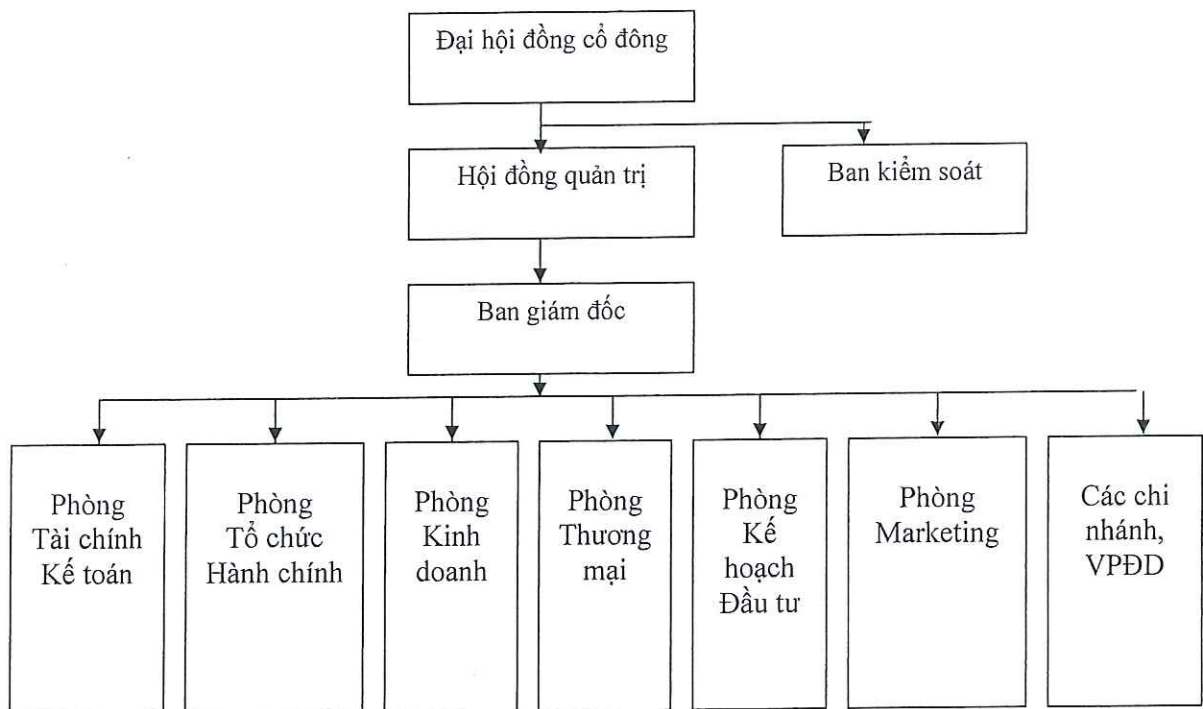 Đại hội đồng cổ đông
Hội đồng quản trị
Ban kiểm soát
Ban giám đốc
Phòng
Tài chính
Kế toán
Phòng
Tổ chức
Hành chính
Phòng
Kinh
doanh
Phòng
Thương
mại
Phòng
Kế
hoạch
Đầu tư
Phòng
Marketing
Các chi
nhánh,
VPĐD